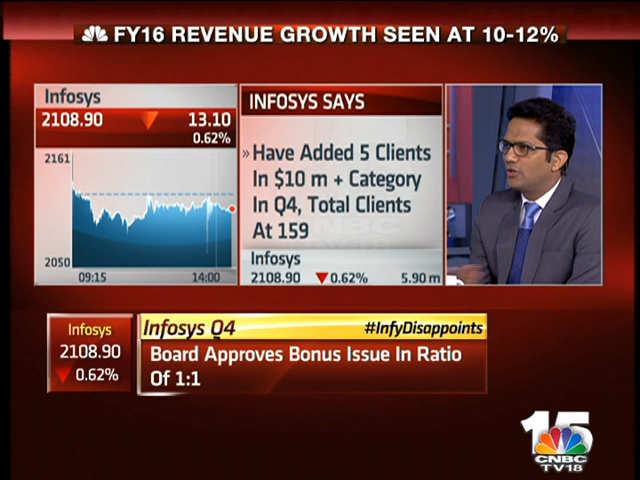 FY16 REVENUE GROWTH SEEN AT 10-12%
Infosys
2108.90 13.10
0.62%
2161
2050
09:15 14:00
INFOSYS SAYS
»Have Added 5 Clients
In $10 m + Category
In Q4, Total Clients
At 159
Infosys
2108.90 0.62% 5.90 m
Infosys
2108.90
0.62%
Infosys Q4 #InfyDisappoints
Board Approves Bonus Issue In Ratio
Of 1:1
15
CNBC
TV18